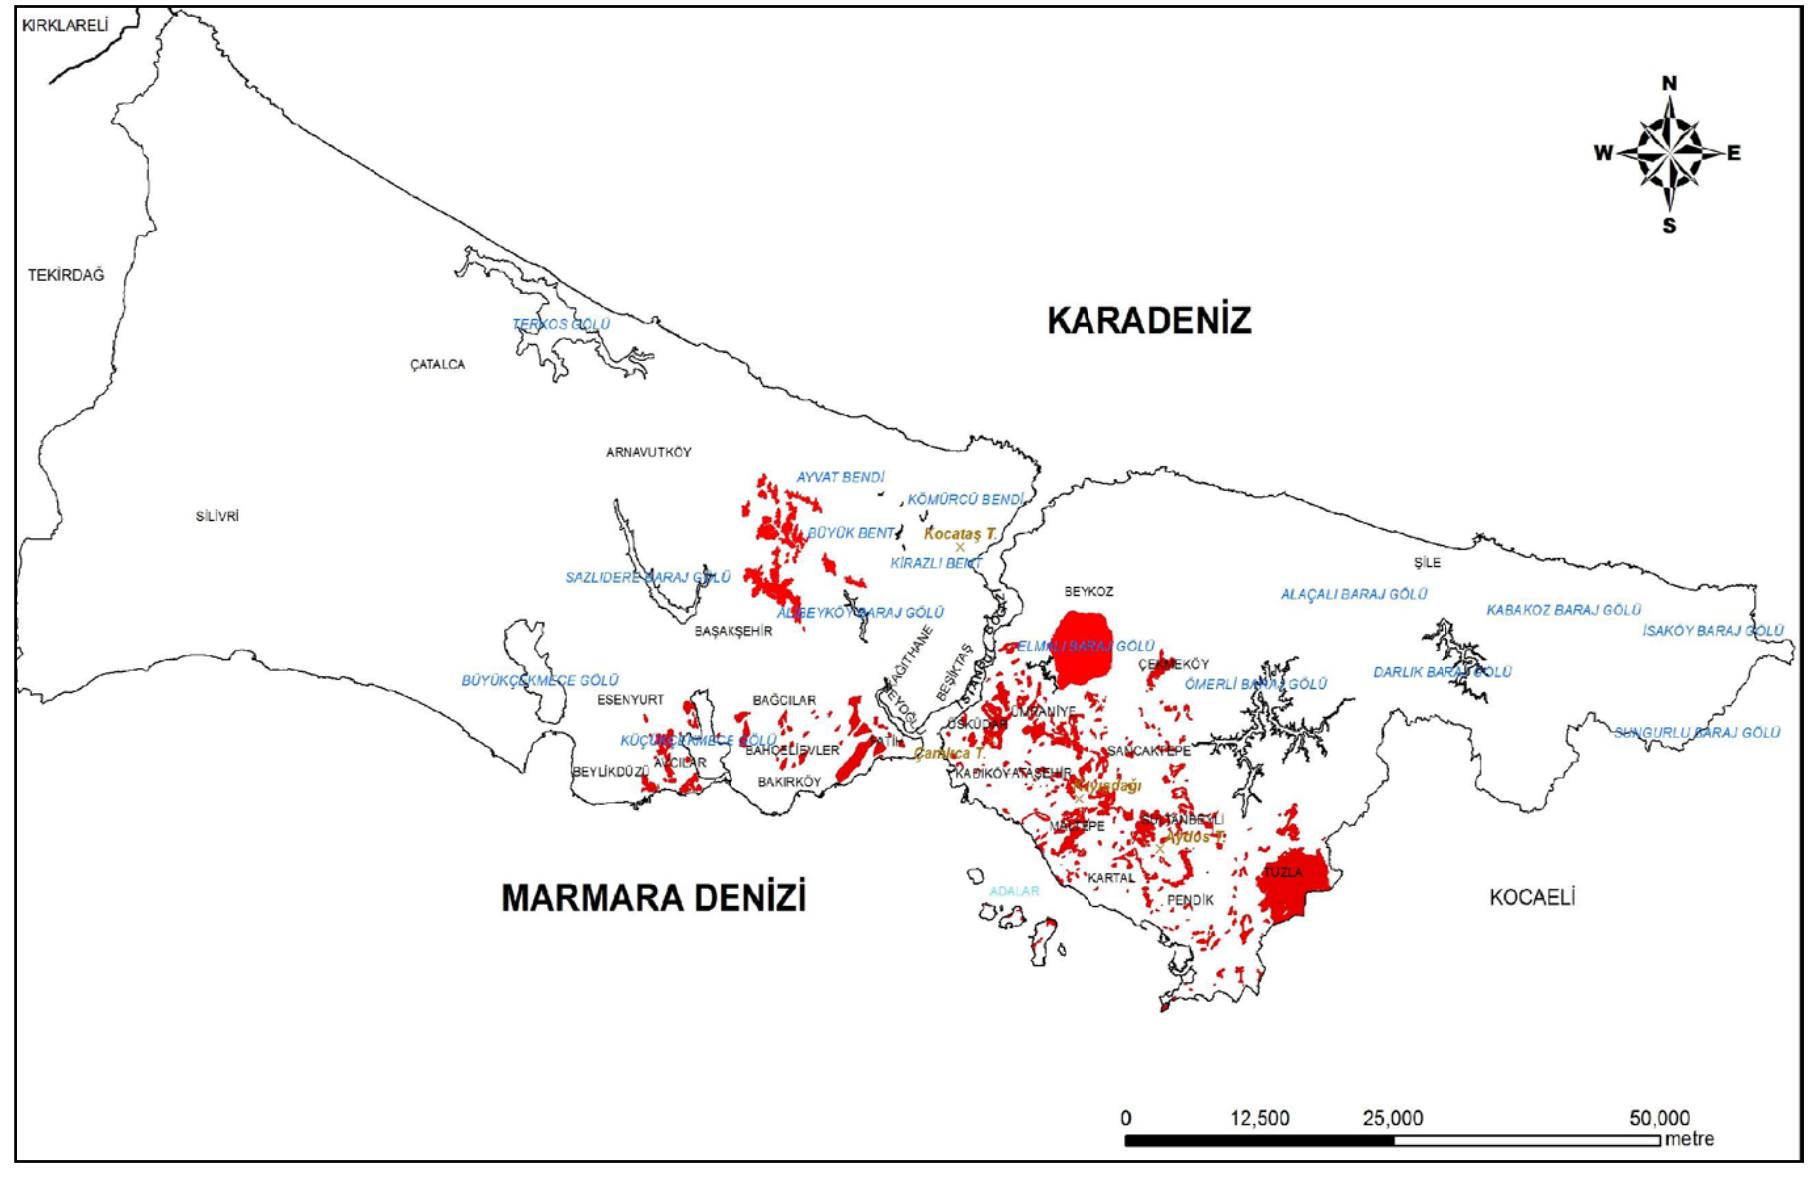 KIRKLARELİ
N
W
E
S
TEKİRDAĞ
KARADENİZ
TERKOS GÖLÜ
ÇATALCA
ARNAVUTKÖY
AYVAT BENDİ
KÖMÜRCÜ BENDİ
SİLİVRİ
BÜYÜK BENT
Kocataş T.
KİRAZLI BENT
ŞİLE
SAZLIDERE BARAJ GÖLÜ
BEYKOZ
ALAÇALI BARAJ GÖLÜ
KABAKOZ BARAJ GÖLÜ
ALİBEYKÖY BARAJ GÖLÜ
BAŞAKŞEHİR
İSAKÖY BARAJ GÖLÜ
KAĞITHANE
BEŞİKTAŞ
İSTANBUL BOĞAZI
ELMALI BARAJ GÖLÜ
ÇEKMEKÖY
DARLIK BARAJ GÖLÜ
BÜYÜKÇEKMECE GÖLÜ
ÖMERLİ BARAJ GÖLÜ
ESENYURT
BAĞCILAR
BEYOĞLU
ÜMRANİYE
ÜSKÜDAR
SUNGURLU BARAJ GÖLÜ
KÜÇÜKÇEKMECE GÖLÜ
BAHÇELİEVLER
FATİH
Çamlıca T.
SANCAKTEPE
BEYLİKDÜZÜ
AVCILAR
BAKIRKÖY
KADIKÖY
ATAŞEHİR
Kayışdağı
MALTEPE
SULTANBEYLİ
Aydos T.
TUZLA
KARTAL
ADALAR
MARMARA DENİZİ
PENDİK
KOCAELİ
0 12,500 25,000 50,000
metre